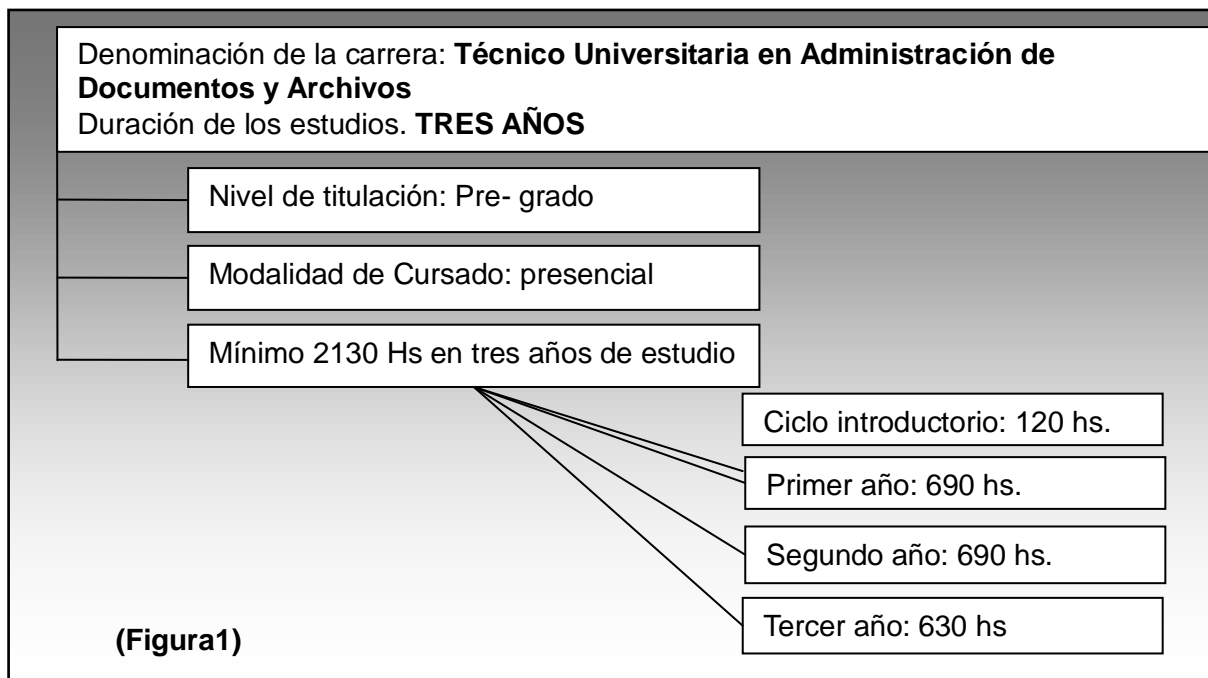 Denominación de la carrera: Técnico Universitaria en Administración de
Documentos y Archivos
Duración de los estudios. TRES AÑOS
Nivel de titulación: Pre- grado
Modalidad de Cursado: presencial
Mínimo 2130 Hs en tres años de estudio
Ciclo introductorio: 120 hs.
Primer año: 690 hs.
Segundo año: 690 hs.
Tercer año: 630 hs
(Figura1)